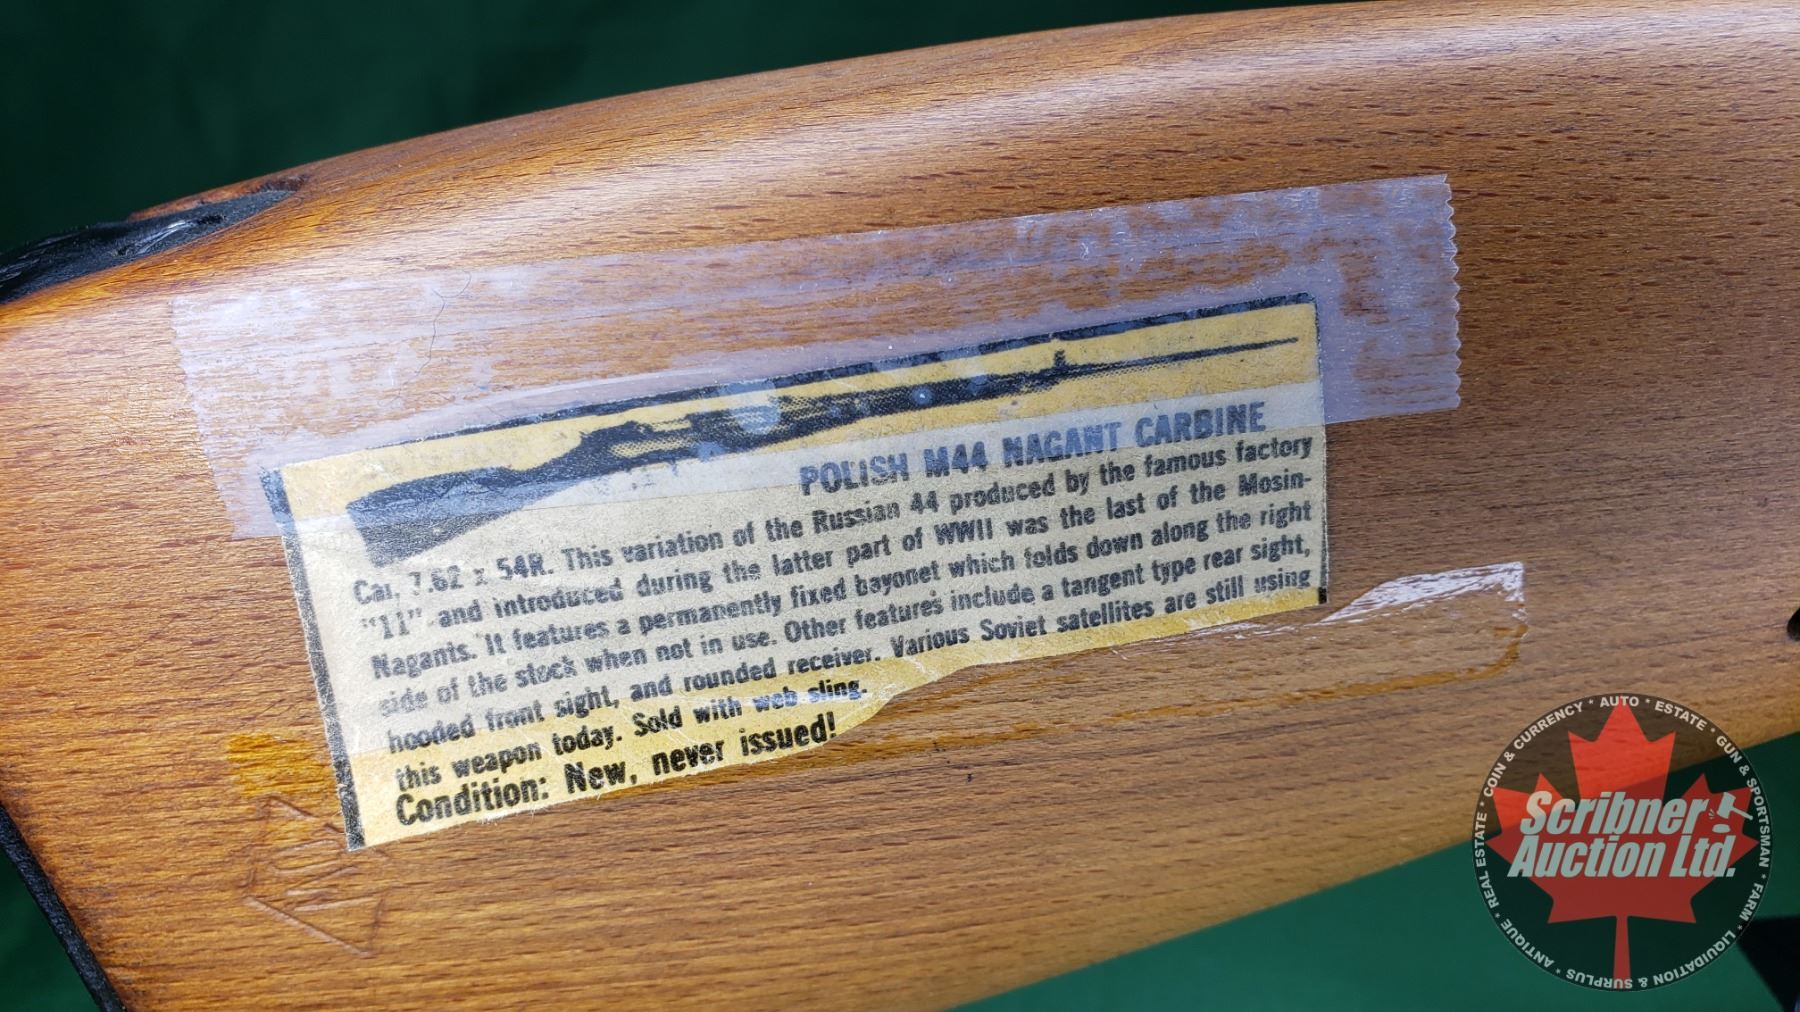 POLISH M44 NAGANT CARBINE
Cal. 7.62 x 54R. This variation of the Russian 44 produced by the famous factory
"11" and introduced during the latter part of WWII was the last of the Mosin-
Nagants. It features a permanently fixed bayonet which folds down along the right
side of the stock when not in use. Other features include a tangent type rear sight,
hooded front sight, and rounded receiver. Various Soviet satellites are still using
this weapon today. Sold with web sling.
Condition: New, never issued!
Scribner
Auction Ltd.
REAL ESTATE * COIN & CURRENCY * AUTO * ESTATE * GUN & SPORTSMAN * FARM * LIQUIDATION & SURPLUS * ANTIQUE *